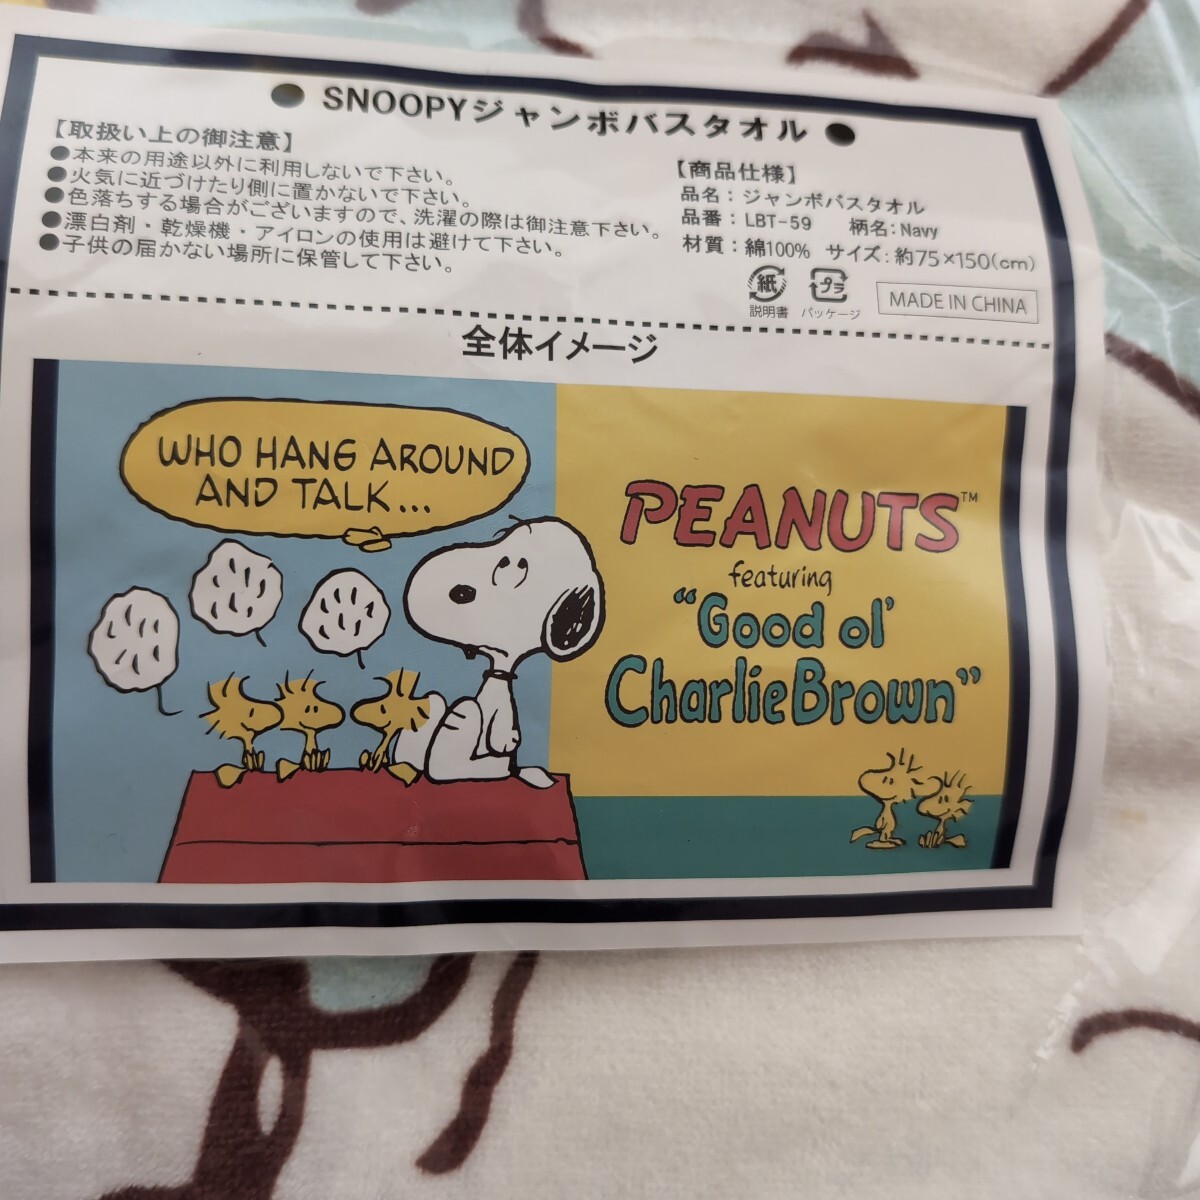 ● SNOOPYジャンボバスタオル ●
【取扱い上の御注意】
●本来の用途以外に利用しないで下さい。
●火気に近づけたり側に置かないで下さい。
●色落ちする場合がございますので、洗濯の際は御注意下さい。
●漂白剤・乾燥機・アイロンの使用は避けて下さい。
●子供の届かない場所に保管して下さい。
【商品仕様】
品名：ジャンボバスタオル
品番：LBT-59 柄名：Navy
材質：綿100% サイズ：約75×150(cm)
紙 プラ
説明書 パッケージ
MADE IN CHINA
全体イメージ
WHO HANG AROUND
AND TALK...
PEANUTS™
featuring
"Good ol'
Charlie Brown"